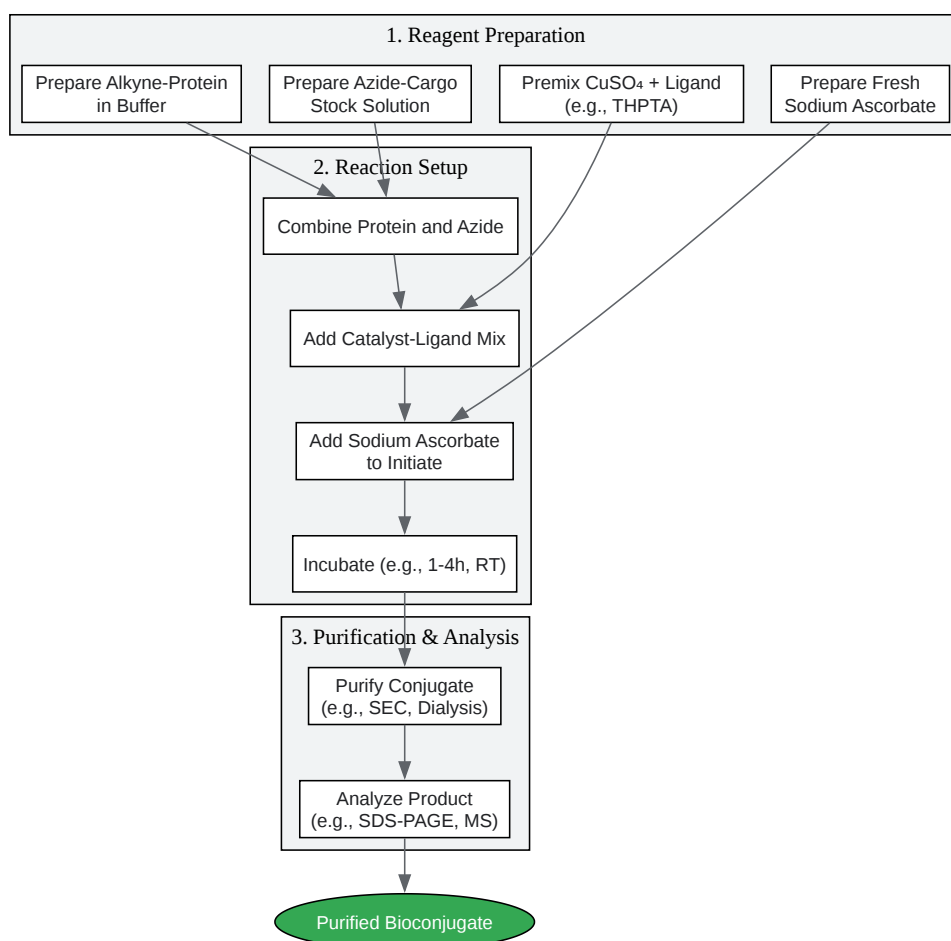 1. Reagent Preparation
Prepare Alkyne-Protein
in Buffer
Prepare Azide-Cargo
Stock Solution
Premix CuSO₄ + Ligand
(e.g., THPTA)
Prepare Fresh
Sodium Ascorbate
2. Reaction Setup
Combine Protein and Azide
Add Catalyst-Ligand Mix
Add Sodium Ascorbate
to Initiate
Incubate (e.g., 1-4h, RT)
3. Purification & Analysis
Purify Conjugate
(e.g., SEC, Dialysis)
Analyze Product
(e.g., SDS-PAGE, MS)
Purified Bioconjugate